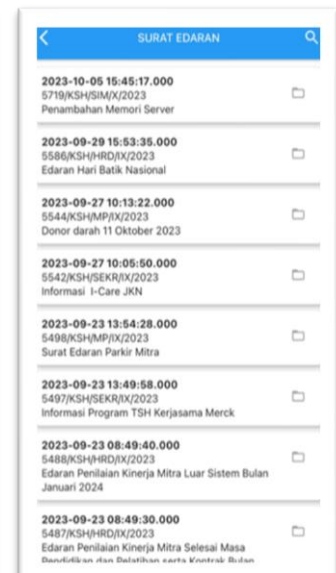 SURAT EDARAN
2023-10-05 15:45:17.000
5719/KSH/SIM/X/2023
Penambahan Memori Server
2023-09-29 15:53:35.000
5586/KSH/HRD/IX/2023
Edaran Hari Batik Nasional
2023-09-27 10:13:22.000
5544/KSH/MP/IX/2023
Donor darah 11 Oktober 2023
2023-09-27 10:05:50.000
5542/KSH/SEKR/IX/2023
Informasi I-Care JKN
2023-09-23 13:54:28.000
5498/KSH/MP/IX/2023
Surat Edaran Parkir Mitra
2023-09-23 13:49:58.000
5497/KSH/SEKR/IX/2023
Informasi Program TSH Kerjasama Merck
2023-09-23 08:49:40.000
5488/KSH/HRD/IX/2023
Edaran Penilaian Kinerja Mitra Luar Sistem Bulan
Januari 2024
2023-09-23 08:49:30.000
5487/KSH/HRD/IX/2023
Edaran Penilaian Kinerja Mitra Selesai Masa
Pendidikan dan Pelatihan serta Kontrak Bulan